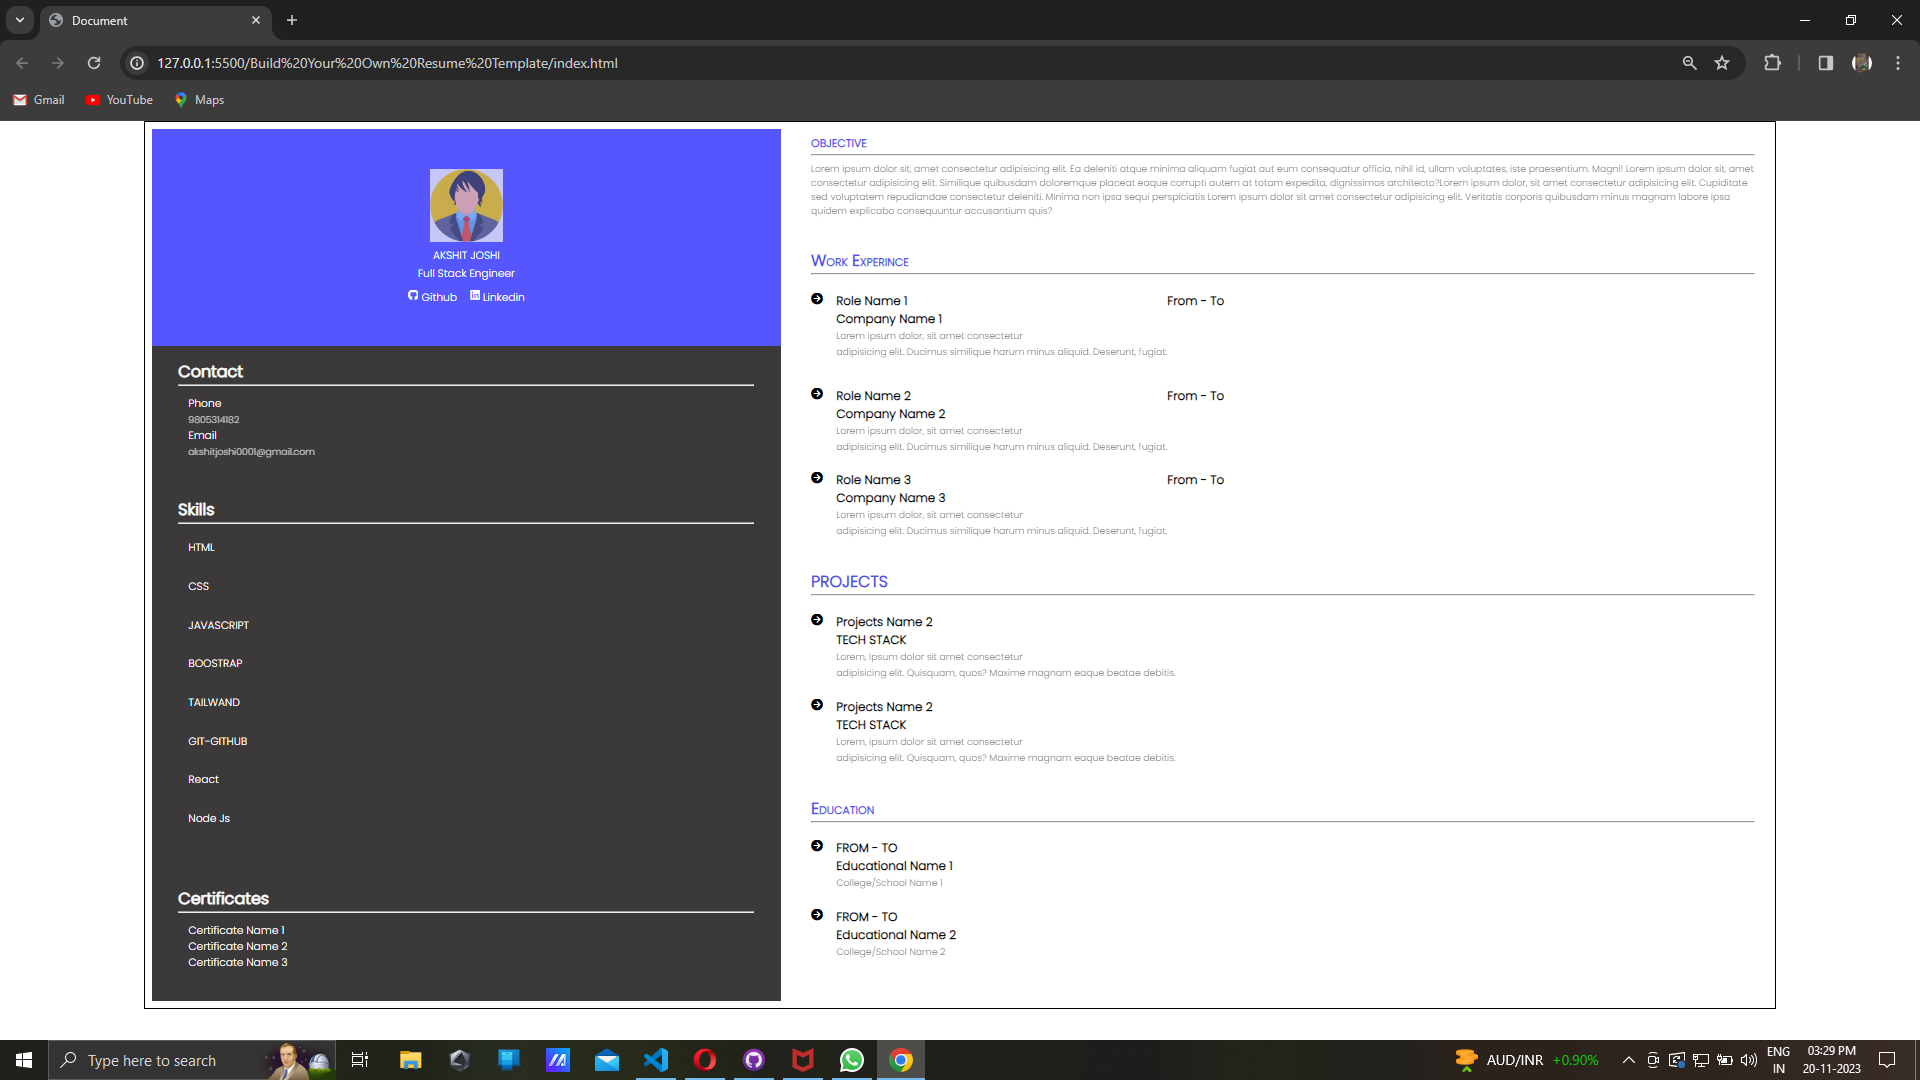 Document
127.0.0.1:5500/Build%20Your%20Own%20Resume%20Template/index.html
Gmail YouTube Maps
AKSHIT JOSHI
Full Stack Engineer
Github Linkedin
Contact
Phone
9805314182
Email
akshitjoshi0001@gmail.com
Skills
HTML
CSS
JAVASCRIPT
BOOSTRAP
TAILWAND
GIT-GITHUB
React
Node Js
Certificates
Certificate Name 1
Certificate Name 2
Certificate Name 3
OBJECTIVE
Lorem ipsum dolor sit, amet consectetur adipisicing elit. Ea deleniti atque minima aliquam fugiat aut eum consequatur officia, nihil id, ullam voluptates, iste praesentium. Magni! Lorem ipsum dolor sit, amet
consectetur adipisicing elit. Similique quibusdam doloremque placeat eaque corrupti autem at totam expedita, dignissimos architecto?Lorem ipsum dolor, sit amet consectetur adipisicing elit. Cupiditate
sed voluptatem repudiandae consectetur deleniti. Minima non ipsa sequi perspiciatis Lorem ipsum dolor sit amet consectetur adipisicing elit. Veritatis corporis quibusdam minus magnam labore ipsa
quidem explicabo consequuntur accusantium quis?
Work Experince
Role Name 1 From - To
Company Name 1
Lorem ipsum dolor, sit amet consectetur
adipisicing elit. Ducimus similique harum minus aliquid. Deserunt, fugiat.
Role Name 2 From - To
Company Name 2
Lorem ipsum dolor, sit amet consectetur
adipisicing elit. Ducimus similique harum minus aliquid. Deserunt, fugiat.
Role Name 3 From - To
Company Name 3
Lorem ipsum dolor, sit amet consectetur
adipisicing elit. Ducimus similique harum minus aliquid. Deserunt, fugiat.
PROJECTS
Projects Name 2
TECH STACK
Lorem, ipsum dolor sit amet consectetur
adipisicing elit. Quisquam, quos? Maxime magnam eaque beatae debitis.
Projects Name 2
TECH STACK
Lorem, ipsum dolor sit amet consectetur
adipisicing elit. Quisquam, quos? Maxime magnam eaque beatae debitis.
Education
FROM - TO
Educational Name 1
College/School Name 1
FROM - TO
Educational Name 2
College/School Name 2
Type here to search
AUD/INR +0.90%
ENG
IN
03:29 PM
20-11-2023